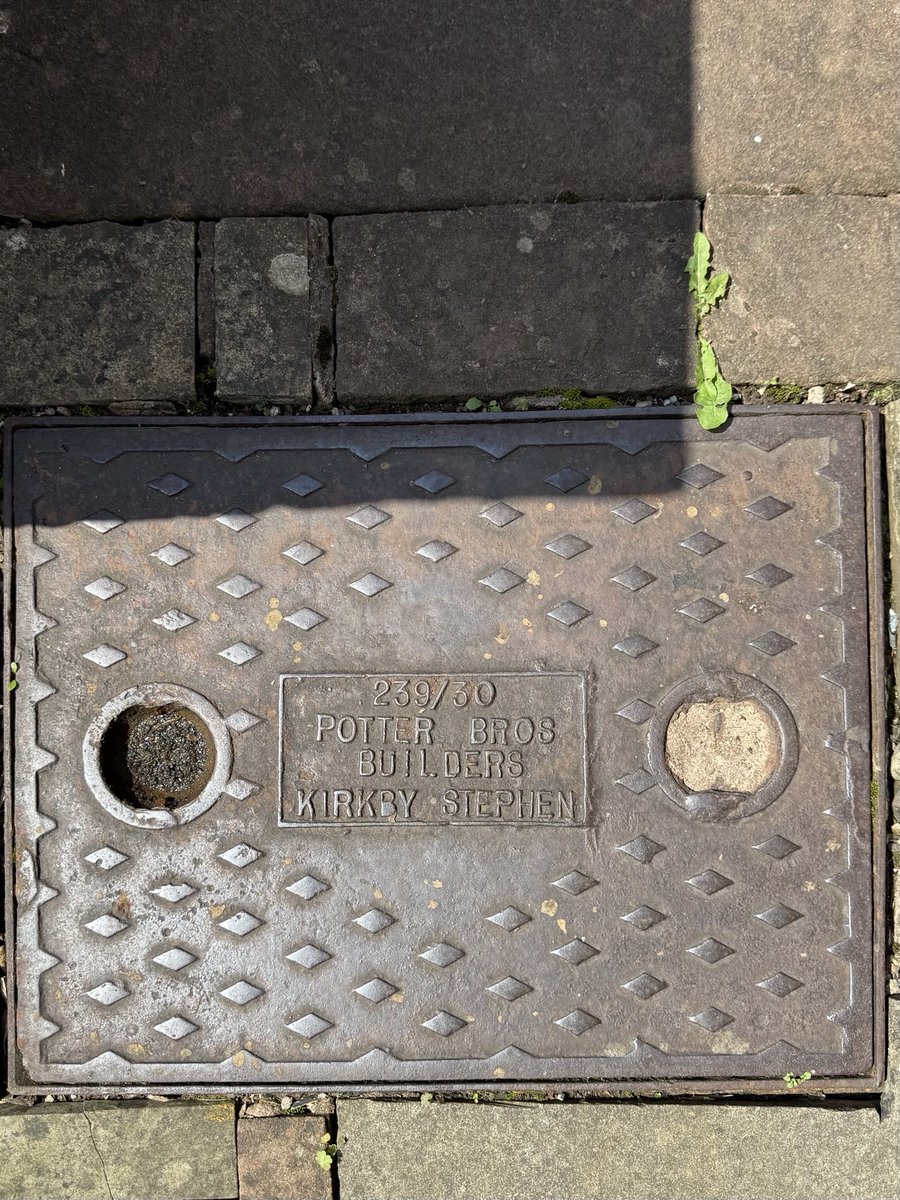 239/30
POTTER BROS
BUILDERS
KIRKBY STEPHEN